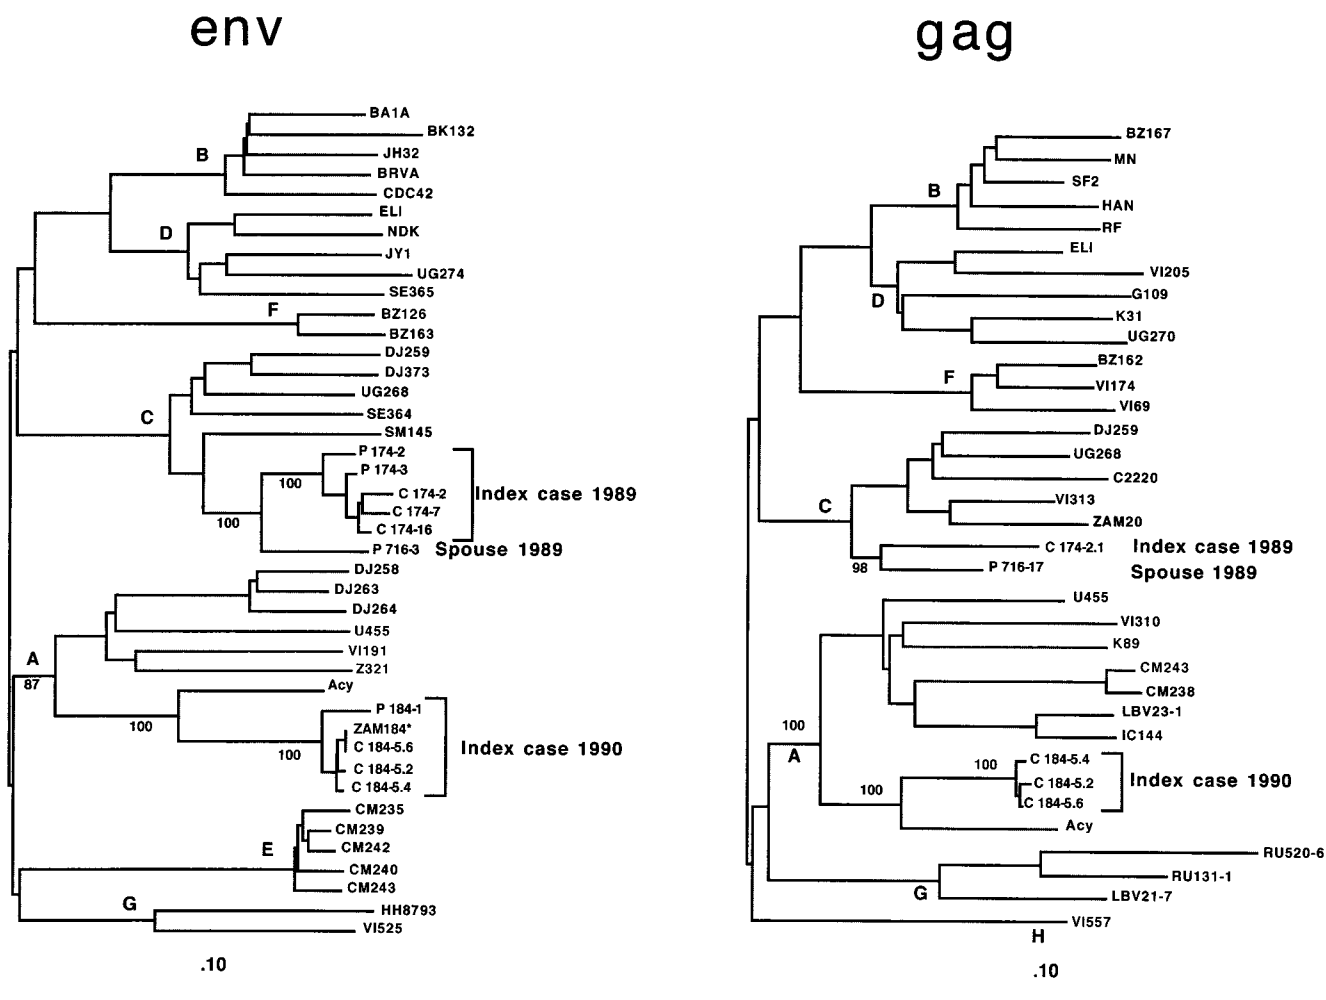 env
BA1A
BK132
JH32
B
BRVA
CDC42
ELI
D
NDK
JY1
UG274
SE365
F
BZ126
BZ163
DJ259
DJ373
UG268
C
SE364
SM145
P 174-2
P 174-3
100
C 174-2
Index case 1989
C 174-7
100
C 174-16
P 716-3
Spouse 1989
DJ258
DJ263
DJ264
U455
A
VI191
87
Z321
Acy
100
P 184-1
ZAM184*
100
C 184-5.6
Index case 1990
C 184-5.2
C 184-5.4
CM235
CM239
E
CM242
CM240
CM243
G
HH8793
VI525
.10
gag
BZ167
MN
SF2
B
HAN
RF
ELI
VI205
D
G109
K31
UG270
BZ162
F
VI174
VI69
DJ259
UG268
C2220
C
VI313
ZAM20
C 174-2.1 Index case 1989
98
P 716-17 Spouse 1989
U455
VI310
K89
CM243
CM238
LBV23-1
100
IC144
A
100
C 184-5.4
100
C 184-5.2
Index case 1990
C 184-5.6
Acy
RU520-6
RU131-1
G
LBV21-7
VI557
H
.10